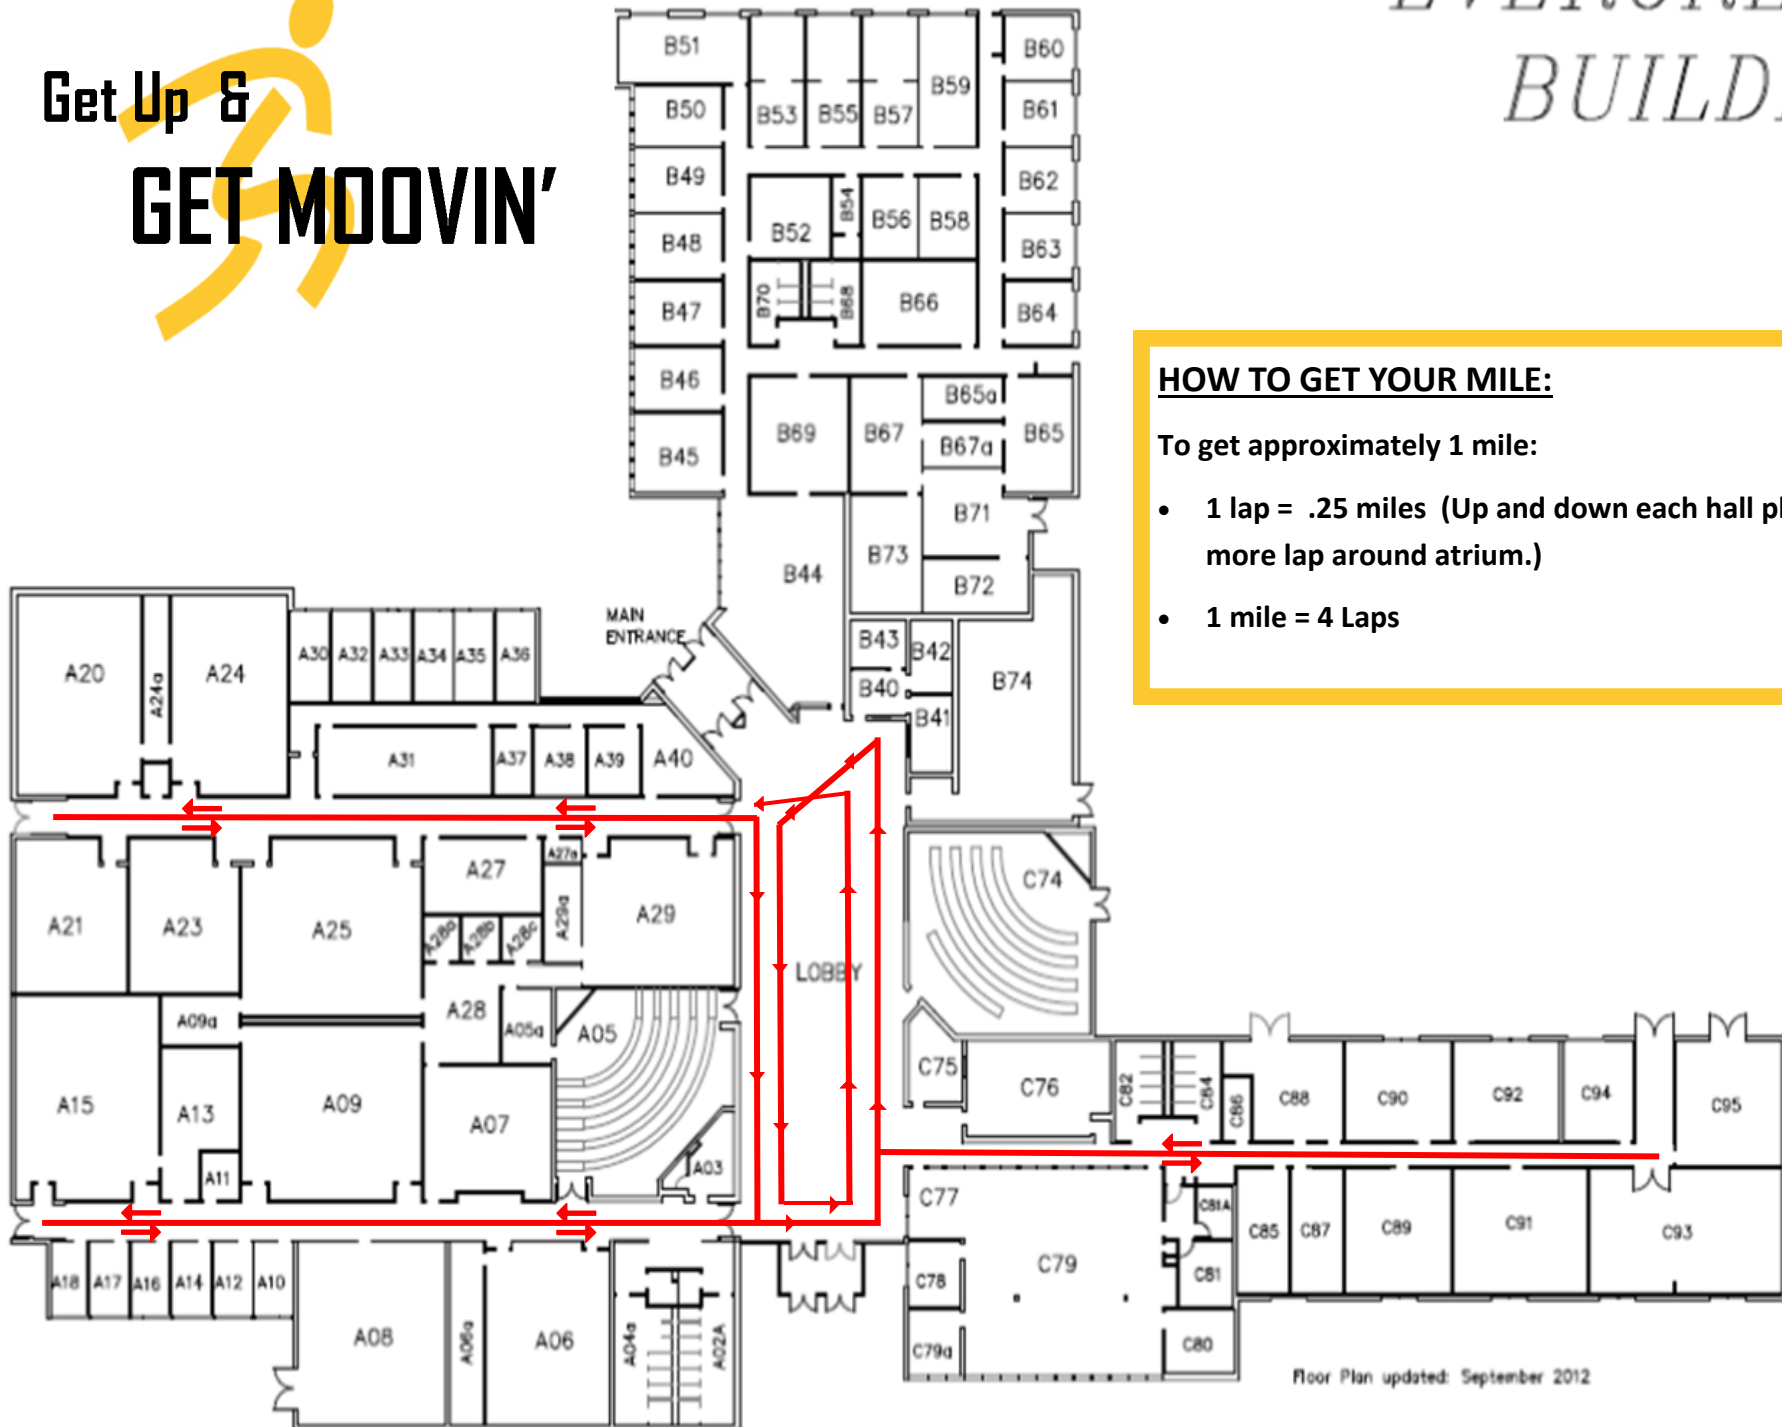 Get Up &
GET MOOVIN'
BUILD
HOW TO GET YOUR MILE:
To get approximately 1 mile:
• 1 lap = .25 miles (Up and down each hall pl
more lap around atrium.)
• 1 mile = 4 Laps
B51
B50
B49
B48
B47
B46
B45
B53
B55
B57
B59
B60
B61
B62
B63
B64
B52
B54
B56
B58
B70
B68
B66
B69
B67
B65a
B67a
B65
B71
B73
B72
B44
B43
B42
B40
B41
B74
MAIN
ENTRANCE
A20
A24a
A24
A30
A32
A33
A34
A35
A36
A31
A37
A38
A39
A40
A21
A23
A25
A27
A27a
A29a
A29
A28a
A28b
A28c
A28
A05a
A05
LOBBY
C74
A09a
A15
A13
A11
A09
A07
A03
C75
C76
C82
C84
C86
C88
C90
C92
C94
C95
C77
C81A
C85
C87
C89
C91
C93
C78
C79
C81
C79a
C80
A18
A17
A16
A14
A12
A10
A08
A06a
A06
A04a
A02A
Floor Plan updated: September 2012